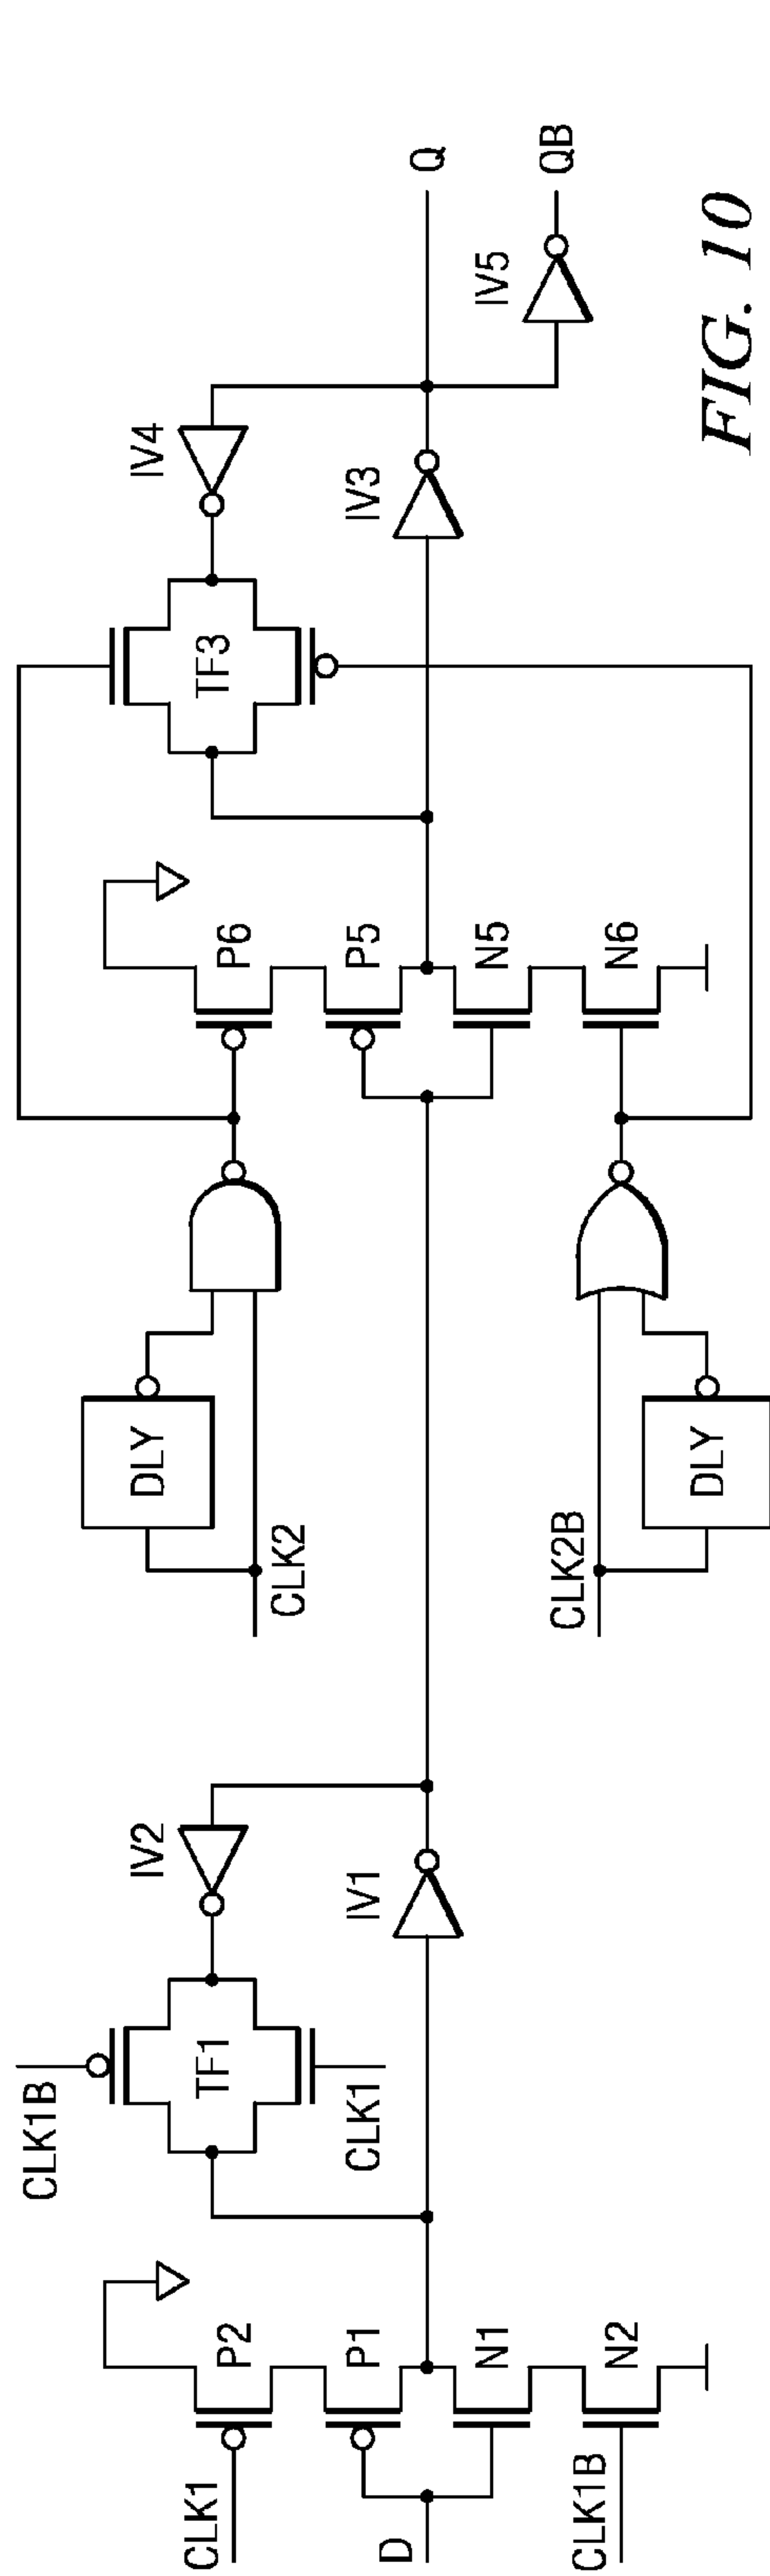 CLK1
D
CLK1B
P2
P1
N1
N2
CLK1B
TF1
CLK1
IV2
IV1
CLK2
CLK2B
DLY
DLY
P6
P5
N5
N6
TF3
IV4
IV3
IV5
Q
QB
FIG. 10